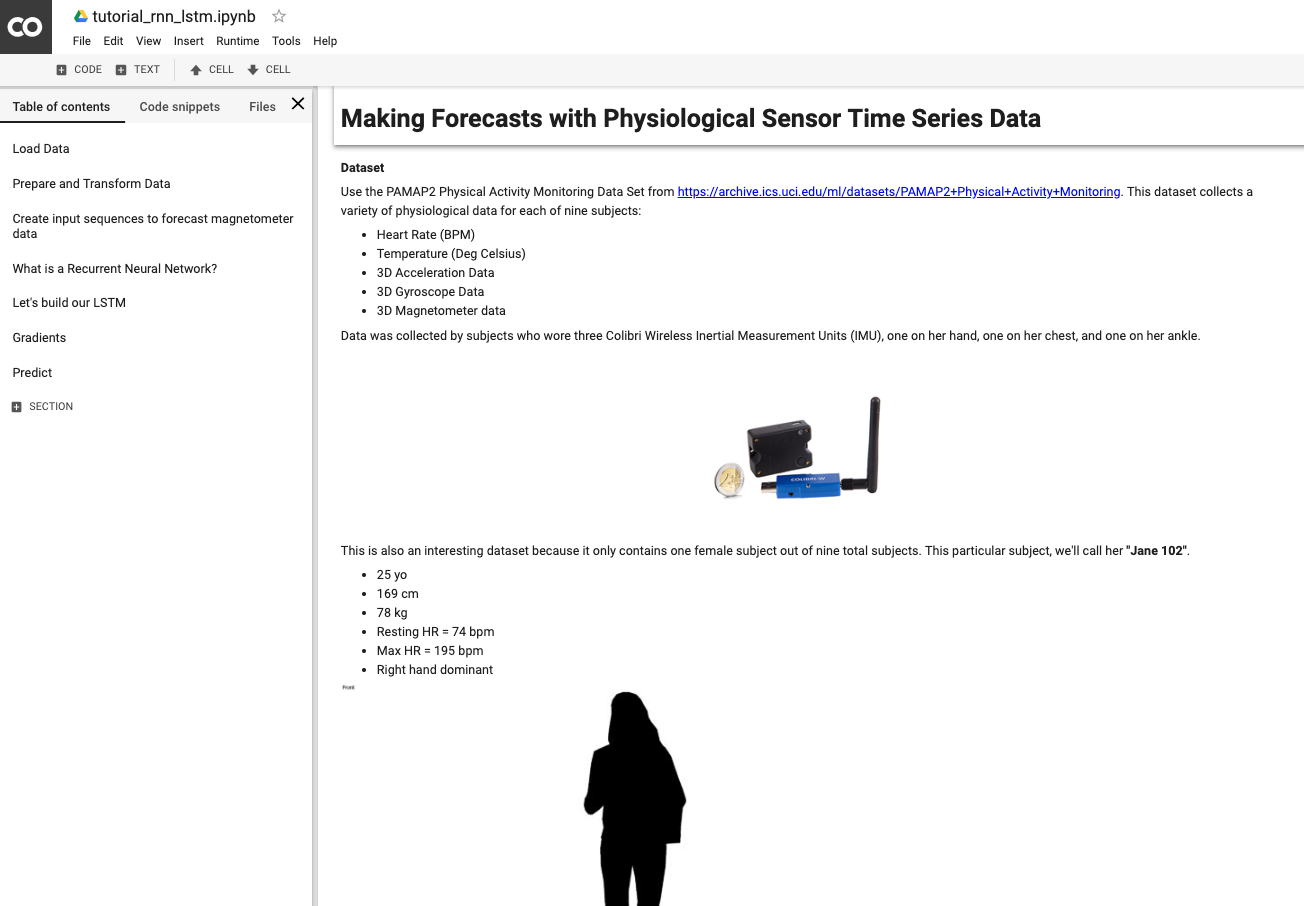 CO
tutorial_rnn_lstm.ipynb
File Edit View Insert Runtime Tools Help
CODE TEXT CELL CELL
Table of contents Code snippets Files
Load Data
Prepare and Transform Data
Create input sequences to forecast magnetometer
data
What is a Recurrent Neural Network?
Let's build our LSTM
Gradients
Predict
SECTION
Making Forecasts with Physiological Sensor Time Series Data
Dataset
Use the PAMAP2 Physical Activity Monitoring Data Set from https://archive.ics.uci.edu/ml/datasets/PAMAP2+Physical+Activity+Monitoring. This dataset collects a
variety of physiological data for each of nine subjects:
• Heart Rate (BPM)
• Temperature (Deg Celsius)
• 3D Acceleration Data
• 3D Gyroscope Data
• 3D Magnetometer data
Data was collected by subjects who wore three Colibri Wireless Inertial Measurement Units (IMU), one on her hand, one on her chest, and one on her ankle.
2
COLIBRI W
This is also an interesting dataset because it only contains one female subject out of nine total subjects. This particular subject, we'll call her "Jane 102".
• 25 yo
• 169 cm
• 78 kg
• Resting HR = 74 bpm
• Max HR = 195 bpm
• Right hand dominant
Front